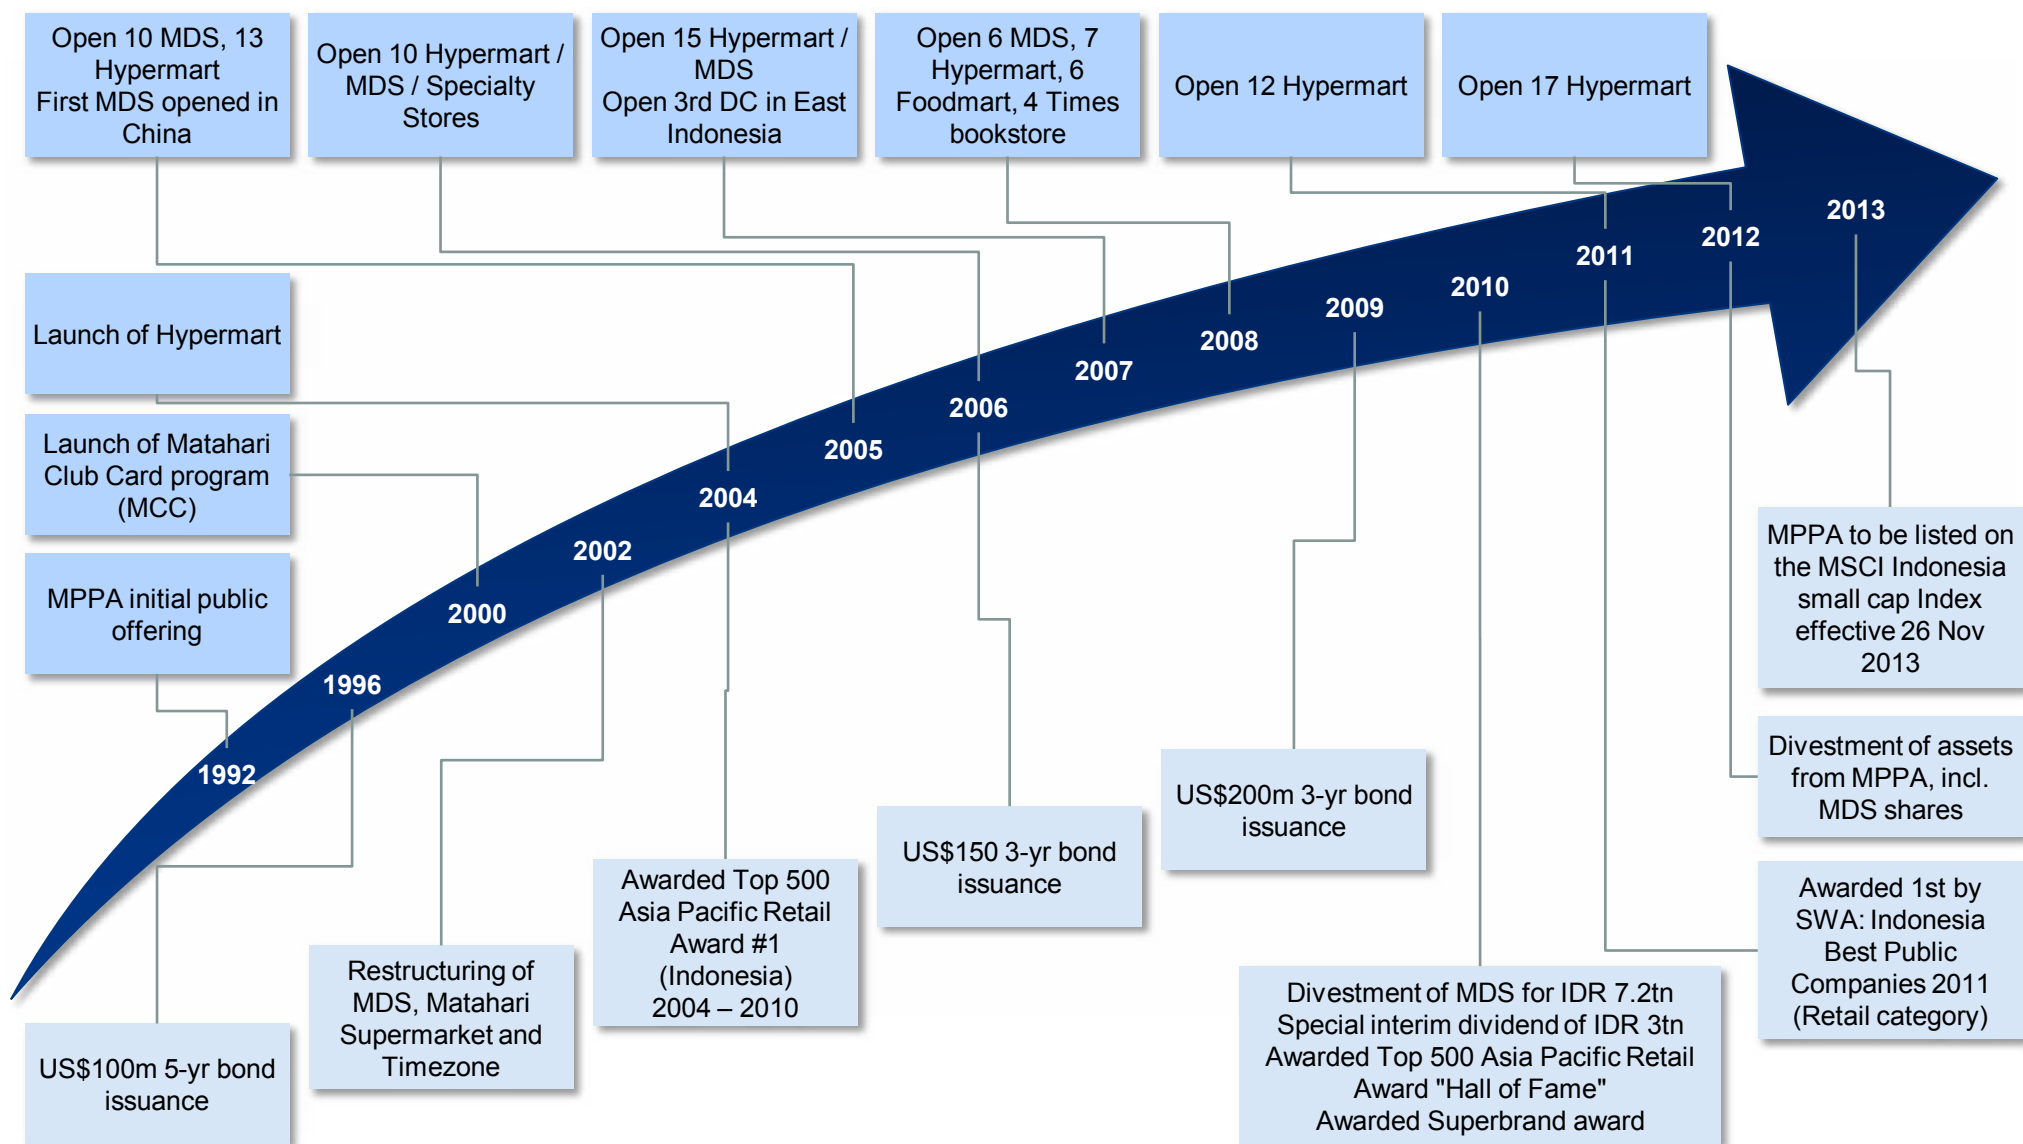 Open 10 MDS, 13
Hypermart
First MDS opened in
China
Open 10 Hypermart /
MDS / Specialty
Stores
Open 15 Hypermart /
MDS
Open 3rd DC in East
Indonesia
Open 6 MDS, 7
Hypermart, 6
Foodmart, 4 Times
bookstore
Open 12 Hypermart
Open 17 Hypermart
Launch of Hypermart
Launch of Matahari
Club Card program
(MCC)
MPPA initial public
offering
1992
1996
2000
2002
2004
2005
2006
2007
2008
2009
2010
2011
2012
2013
US$100m 5-yr bond
issuance
Restructuring of
MDS, Matahari
Supermarket and
Timezone
Awarded Top 500
Asia Pacific Retail
Award #1
(Indonesia)
2004 – 2010
US$150 3-yr bond
issuance
US$200m 3-yr bond
issuance
Divestment of MDS for IDR 7.2tn
Special interim dividend of IDR 3tn
Awarded Top 500 Asia Pacific Retail
Award "Hall of Fame"
Awarded Superbrand award
MPPA to be listed on
the MSCI Indonesia
small cap Index
effective 26 Nov
2013
Divestment of assets
from MPPA, incl.
MDS shares
Awarded 1st by
SWA: Indonesia
Best Public
Companies 2011
(Retail category)